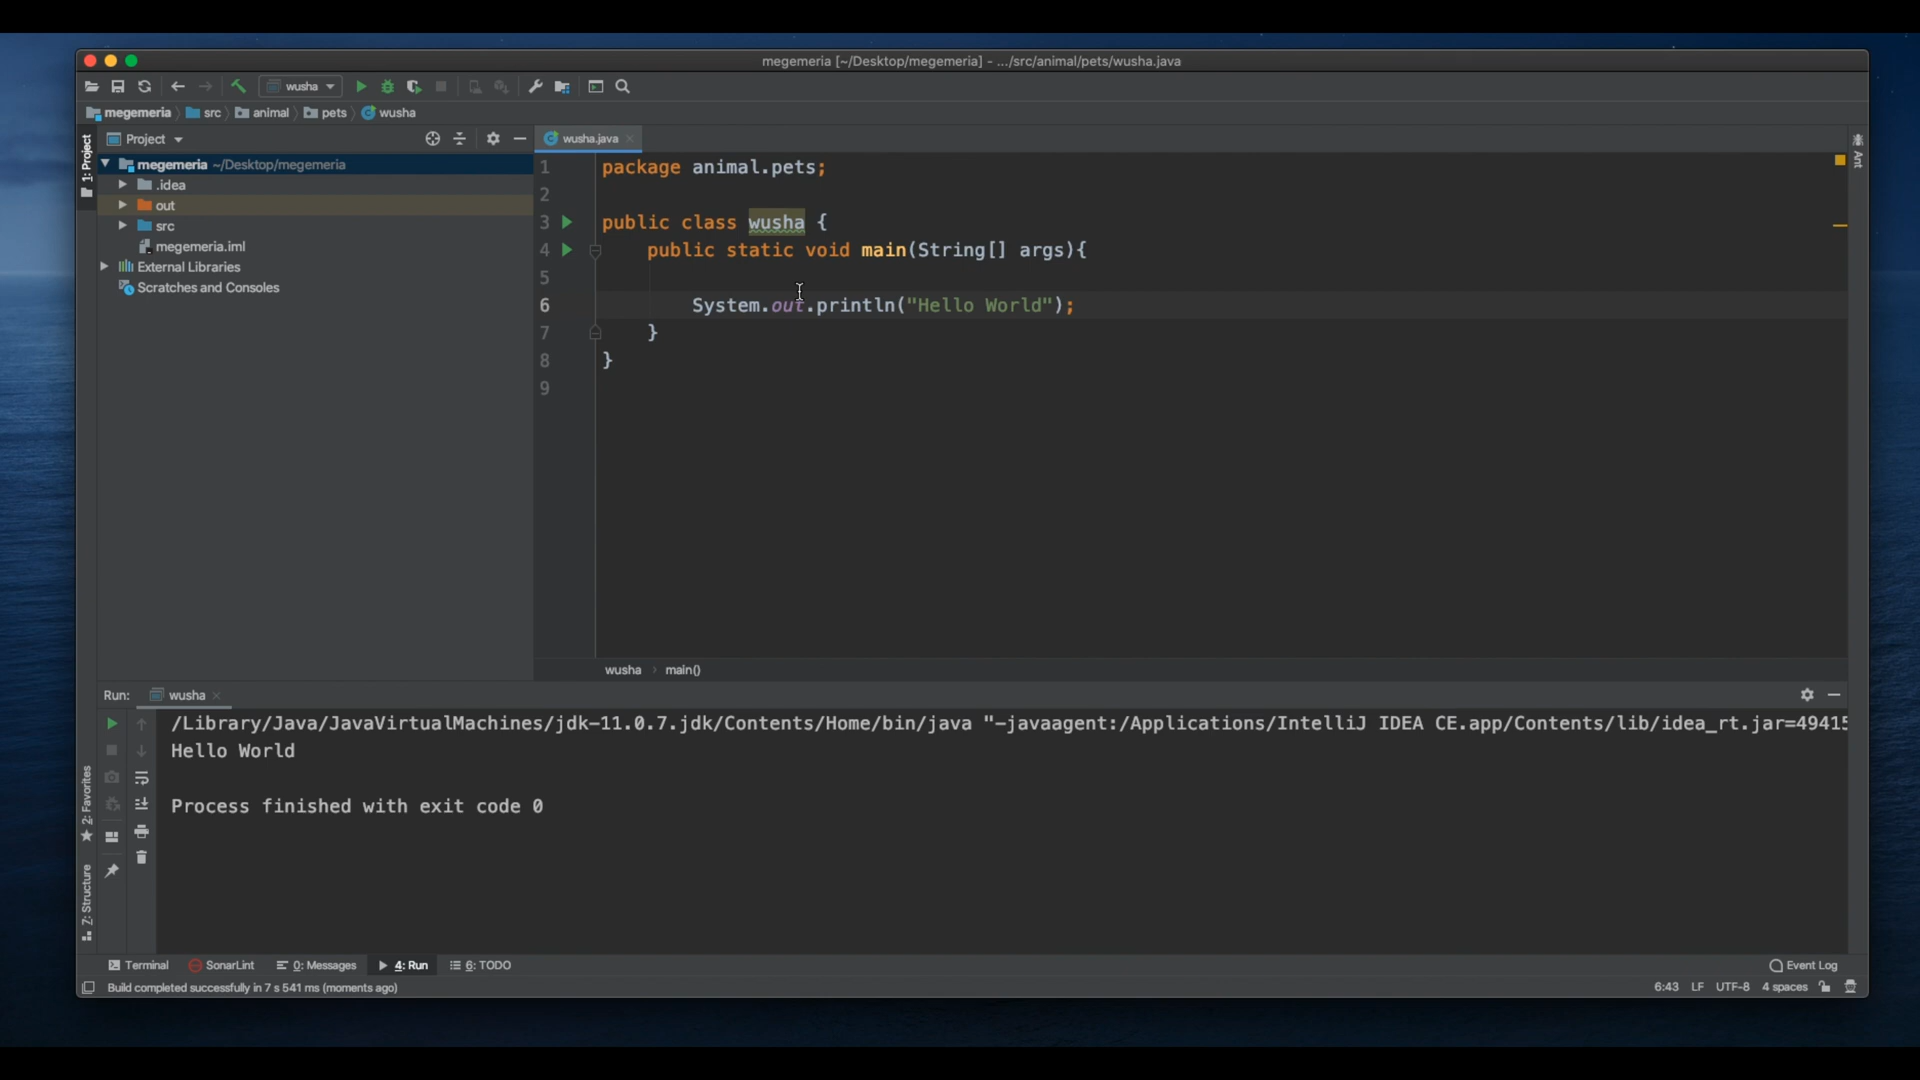 megemeria [~/Desktop/megemeria] - .../src/animal/pets/wusha.java
wusha
megemeria src animal pets wusha
1: Project
Project
wusha.java
Ant
megemeria ~/Desktop/megemeria
.idea
out
src
megemeria.iml
External Libraries
Scratches and Consoles
1 package animal.pets;
2
3 public class wusha {
4 public static void main(String[] args){
5
6 System.out.println("Hello World");
7 }
8 }
9
wusha main()
Run: wusha
/Library/Java/JavaVirtualMachines/jdk-11.0.7.jdk/Contents/Home/bin/java "-javaagent:/Applications/IntelliJ IDEA CE.app/Contents/lib/idea_rt.jar=49415
Hello World
Process finished with exit code 0
2: Favorites
7: Structure
Terminal SonarLint 0: Messages 4: Run 6: TODO Event Log
Build completed successfully in 7 s 541 ms (moments ago) 6:43 LF UTF-8 4 spaces